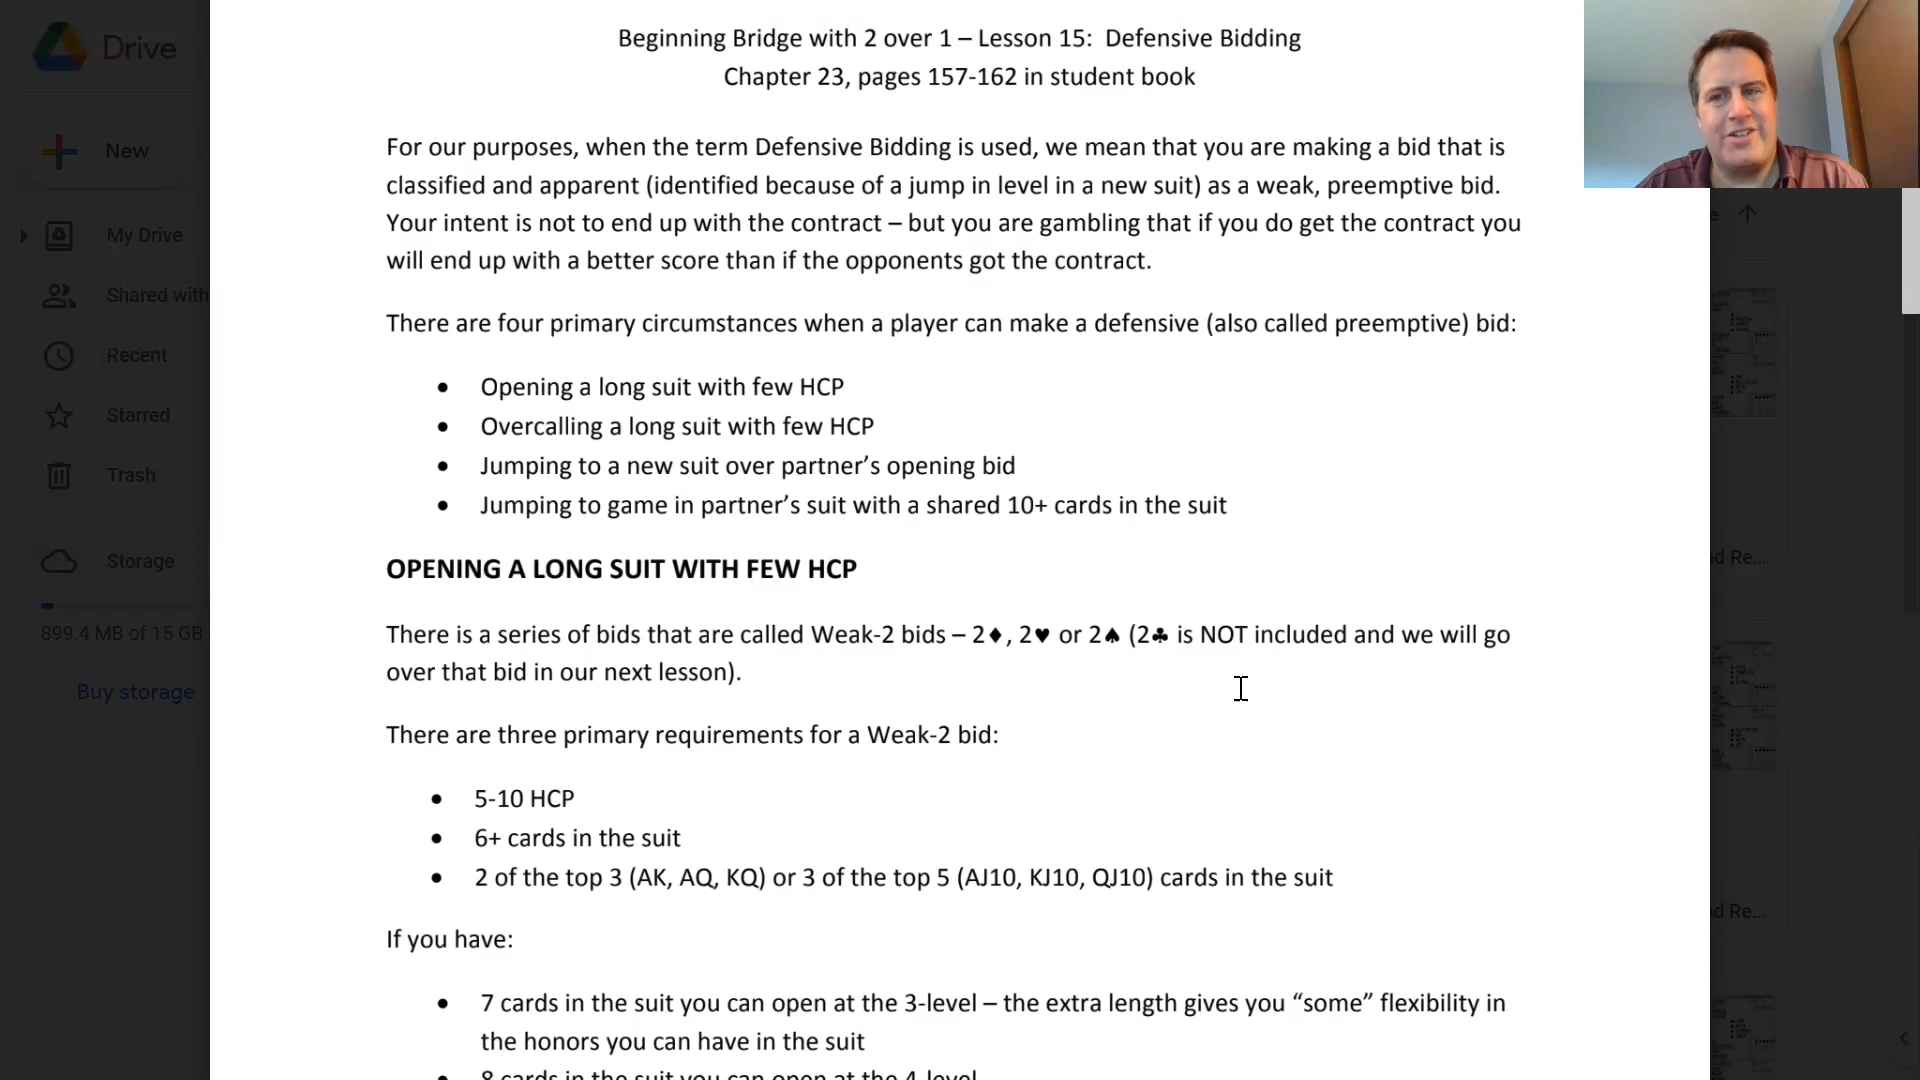 Beginning Bridge with 2 over 1 – Lesson 15:  Defensive Bidding
Chapter 23, pages 157-162 in student book
Drive
New
My Drive
Shared with
Recent
Starred
Trash
Storage
899.4 MB of 15 GB
Buy storage
For our purposes, when the term Defensive Bidding is used, we mean that you are making a bid that is
classified and apparent (identified because of a jump in level in a new suit) as a weak, preemptive bid.
Your intent is not to end up with the contract – but you are gambling that if you do get the contract you
will end up with a better score than if the opponents got the contract.
There are four primary circumstances when a player can make a defensive (also called preemptive) bid:
• Opening a long suit with few HCP
• Overcalling a long suit with few HCP
• Jumping to a new suit over partner’s opening bid
• Jumping to game in partner’s suit with a shared 10+ cards in the suit
OPENING A LONG SUIT WITH FEW HCP
There is a series of bids that are called Weak-2 bids – 2♦, 2♥ or 2♠ (2♣ is NOT included and we will go
over that bid in our next lesson).
There are three primary requirements for a Weak-2 bid:
• 5-10 HCP
• 6+ cards in the suit
• 2 of the top 3 (AK, AQ, KQ) or 3 of the top 5 (AJ10, KJ10, QJ10) cards in the suit
If you have:
• 7 cards in the suit you can open at the 3-level – the extra length gives you “some” flexibility in
the honors you can have in the suit
• 8 cards in the suit you can open at the 4-level